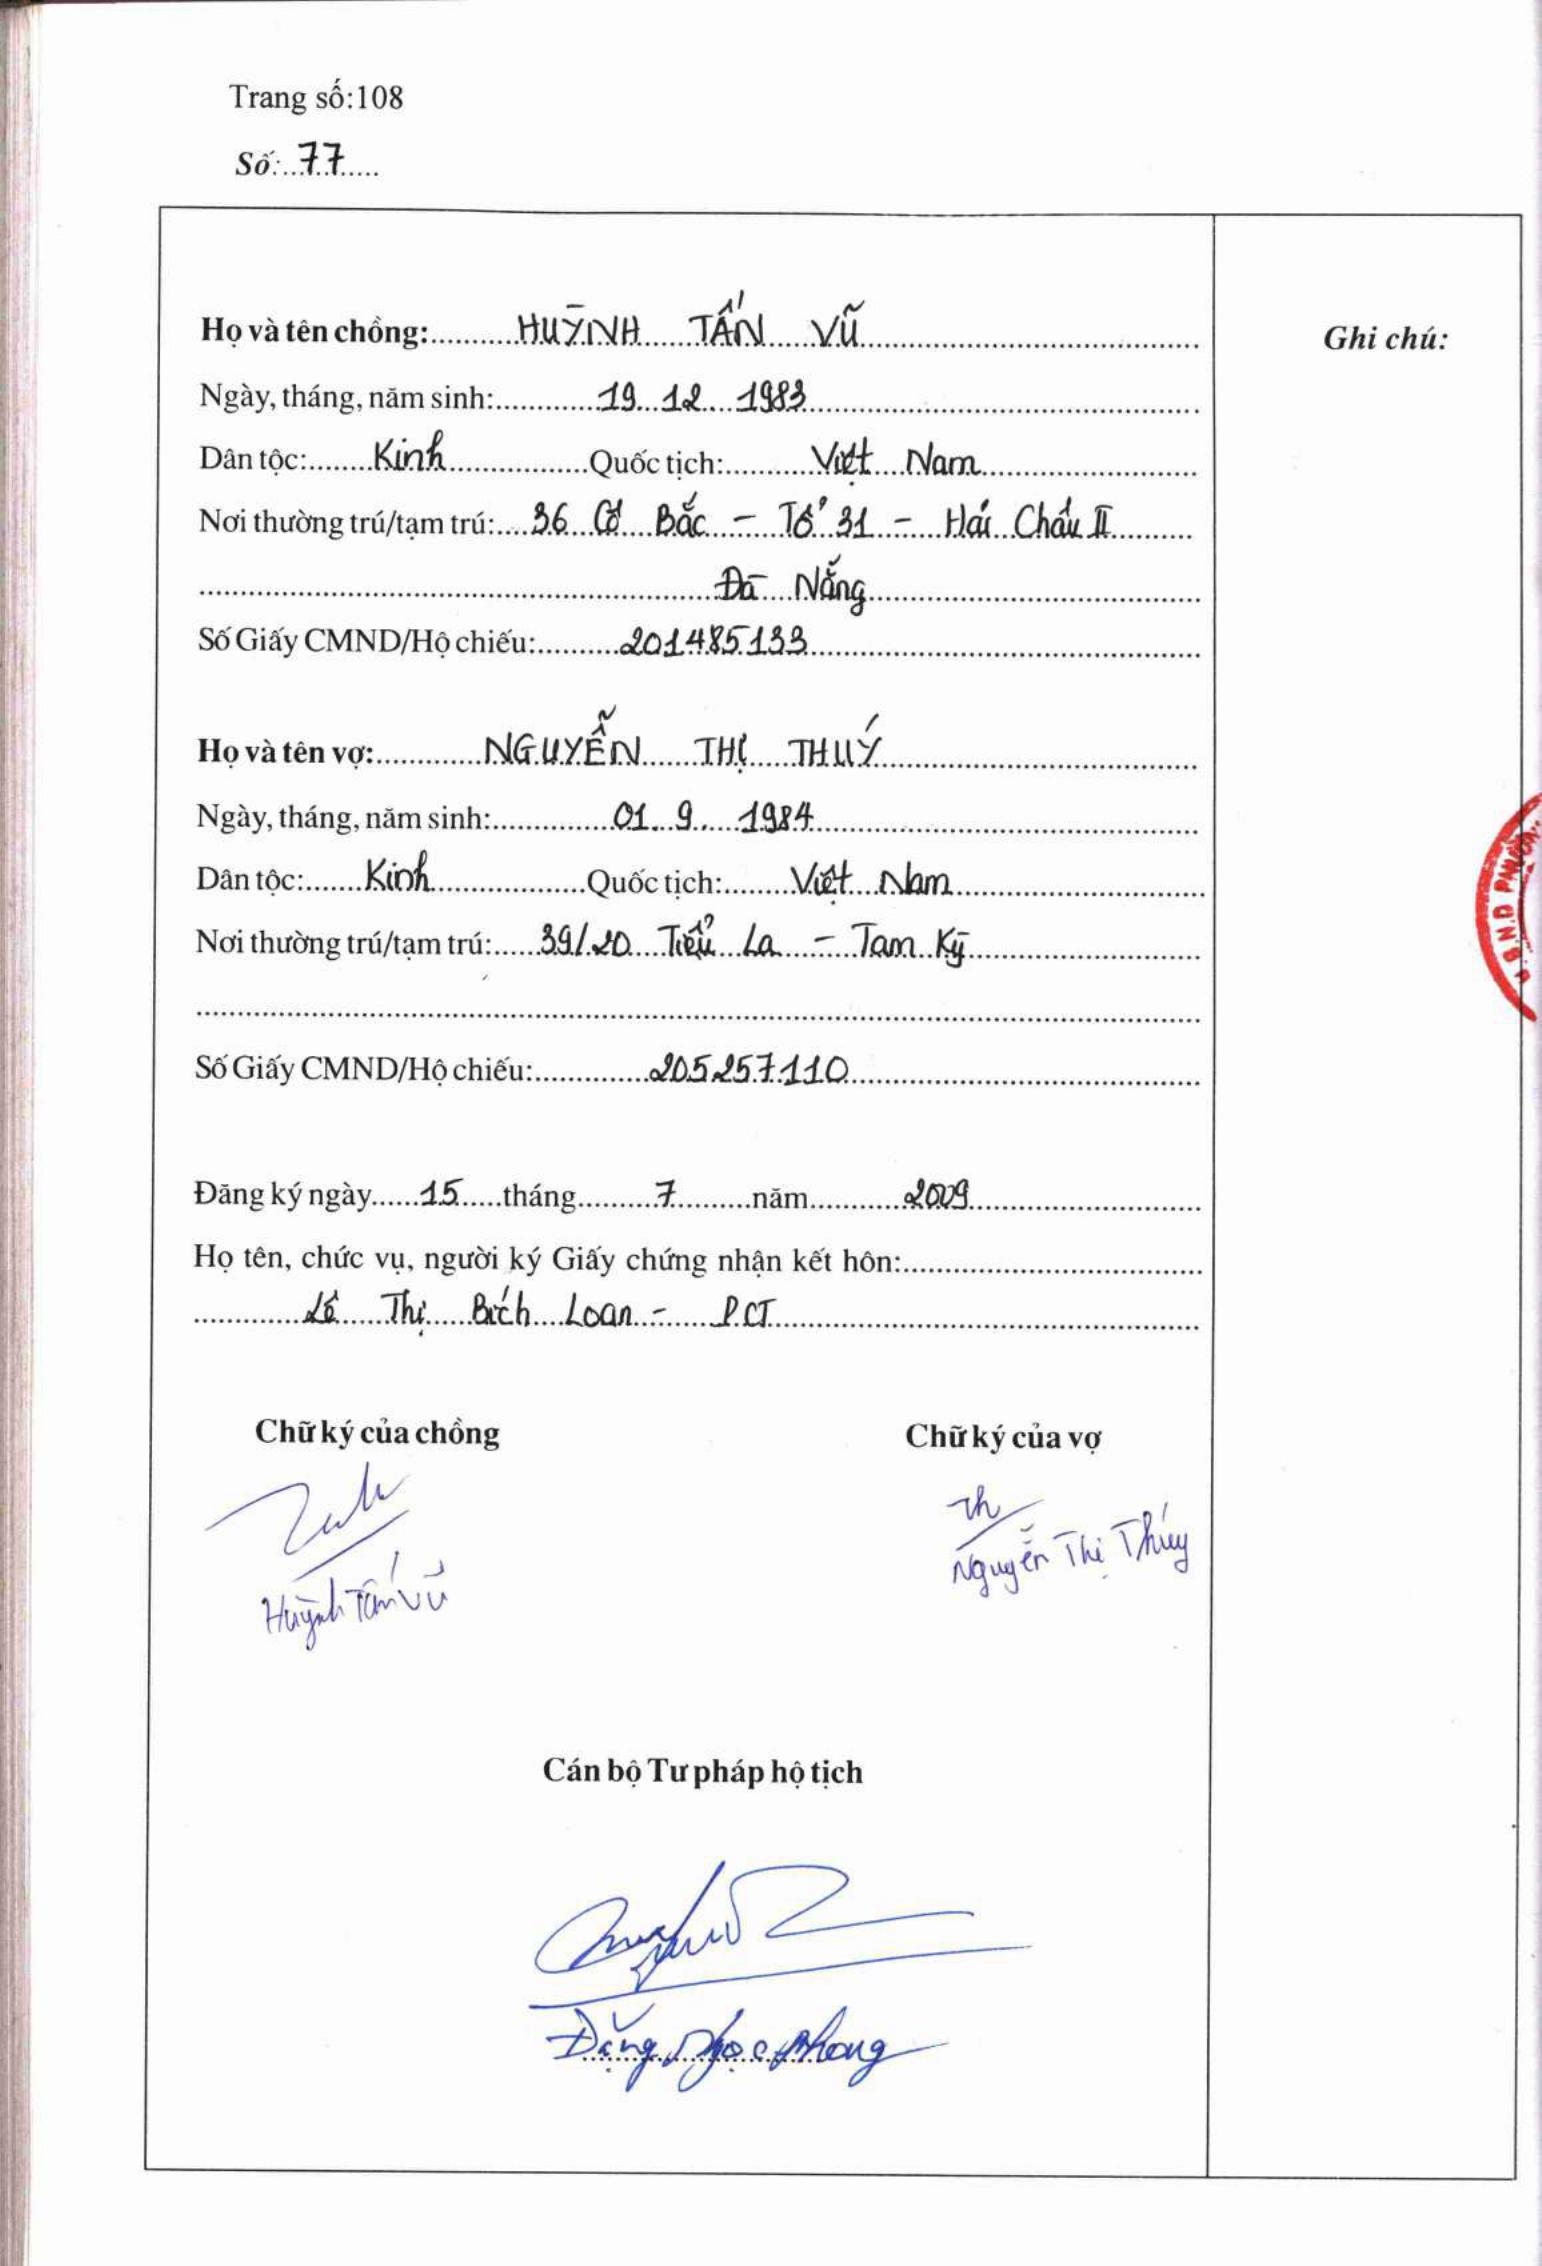 Trang số:108
Số: 77
Họ và tên chồng: HUỲNH TẤN VŨ
Ghi chú:
Ngày, tháng, năm sinh: 19 12 1983
Dân tộc: Kinh Quốc tịch: Việt Nam
Nơi thường trú/tạm trú: 36 Cô Bắc - Tổ 31 - Hải Châu II
Đà Nẵng
Số Giấy CMND/Hộ chiếu: 201485133
Họ và tên vợ: NGUYỄN THỊ THUÝ
Ngày, tháng, năm sinh: 01. 9. 1984
Dân tộc: Kinh Quốc tịch: Việt Nam
Nơi thường trú/tạm trú: 39/20 Tiểu La - Tam Kỳ
Số Giấy CMND/Hộ chiếu: 205257110
Đăng ký ngày 15 tháng 7 năm 2009
Họ tên, chức vụ, người ký Giấy chứng nhận kết hôn:
Lê Thị Bích Loan - PCT
Chữ ký của chồng Chữ ký của vợ
Huỳnh Tấn Vũ
Nguyễn Thị Thúy
Cán bộ Tư pháp hộ tịch
Đặng Ngọc Phong